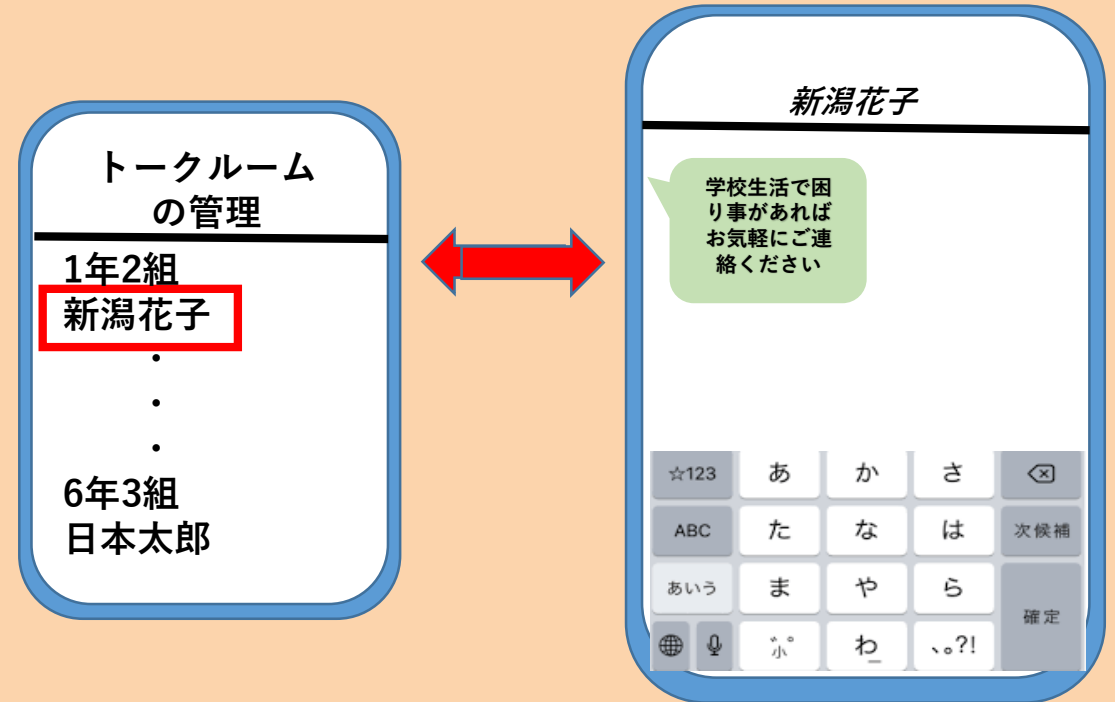 トークルーム
の管理
1年2組
新潟花子
・
・
・
6年3組
日本太郎
新潟花子
学校生活で困
り事があれば
お気軽にご連
絡ください
☆123 あ か さ
ABC た な は 次候補
あいう ま や ら 確定
゛゜小 わ_ 、。?!